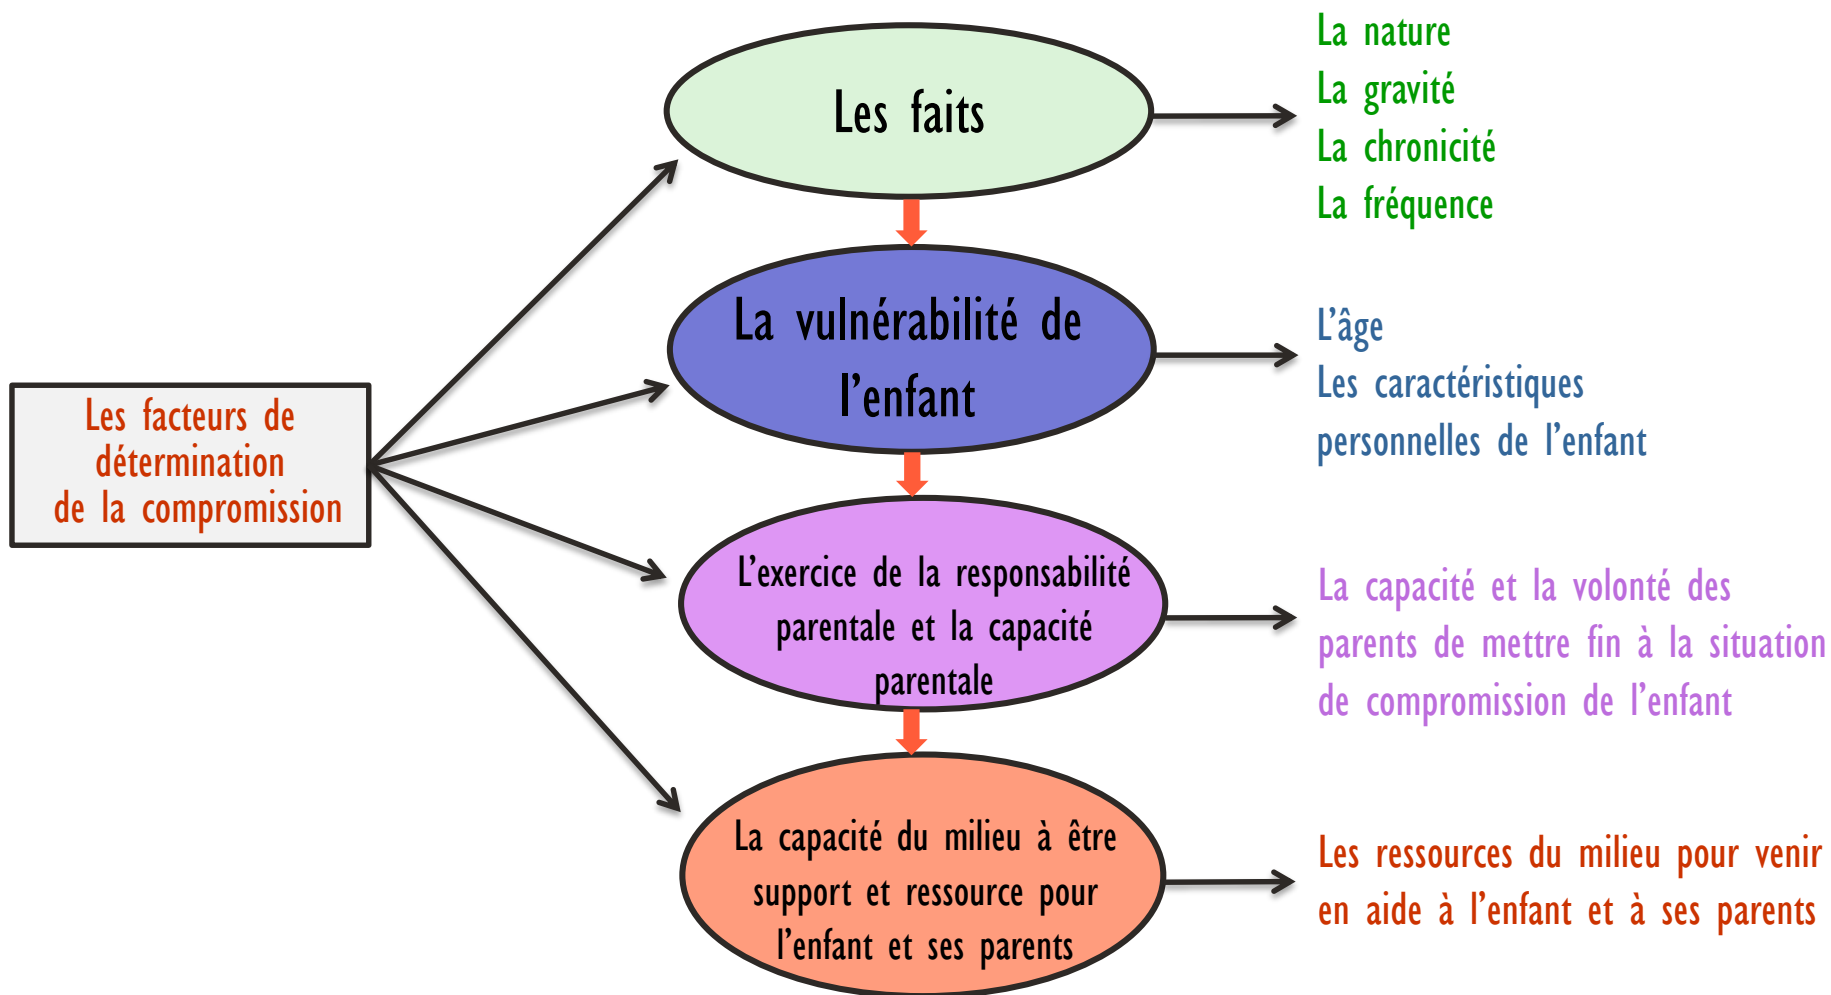 Les facteurs de
détermination
de la compromission
Les faits
La nature
La gravité
La chronicité
La fréquence
La vulnérabilité de
l'enfant
L'âge
Les caractéristiques
personnelles de l'enfant
L'exercice de la responsabilité
parentale et la capacité
parentale
La capacité et la volonté des
parents de mettre fin à la situation
de compromission de l'enfant
La capacité du milieu à être
support et ressource pour
l'enfant et ses parents
Les ressources du milieu pour venir
en aide à l'enfant et à ses parents